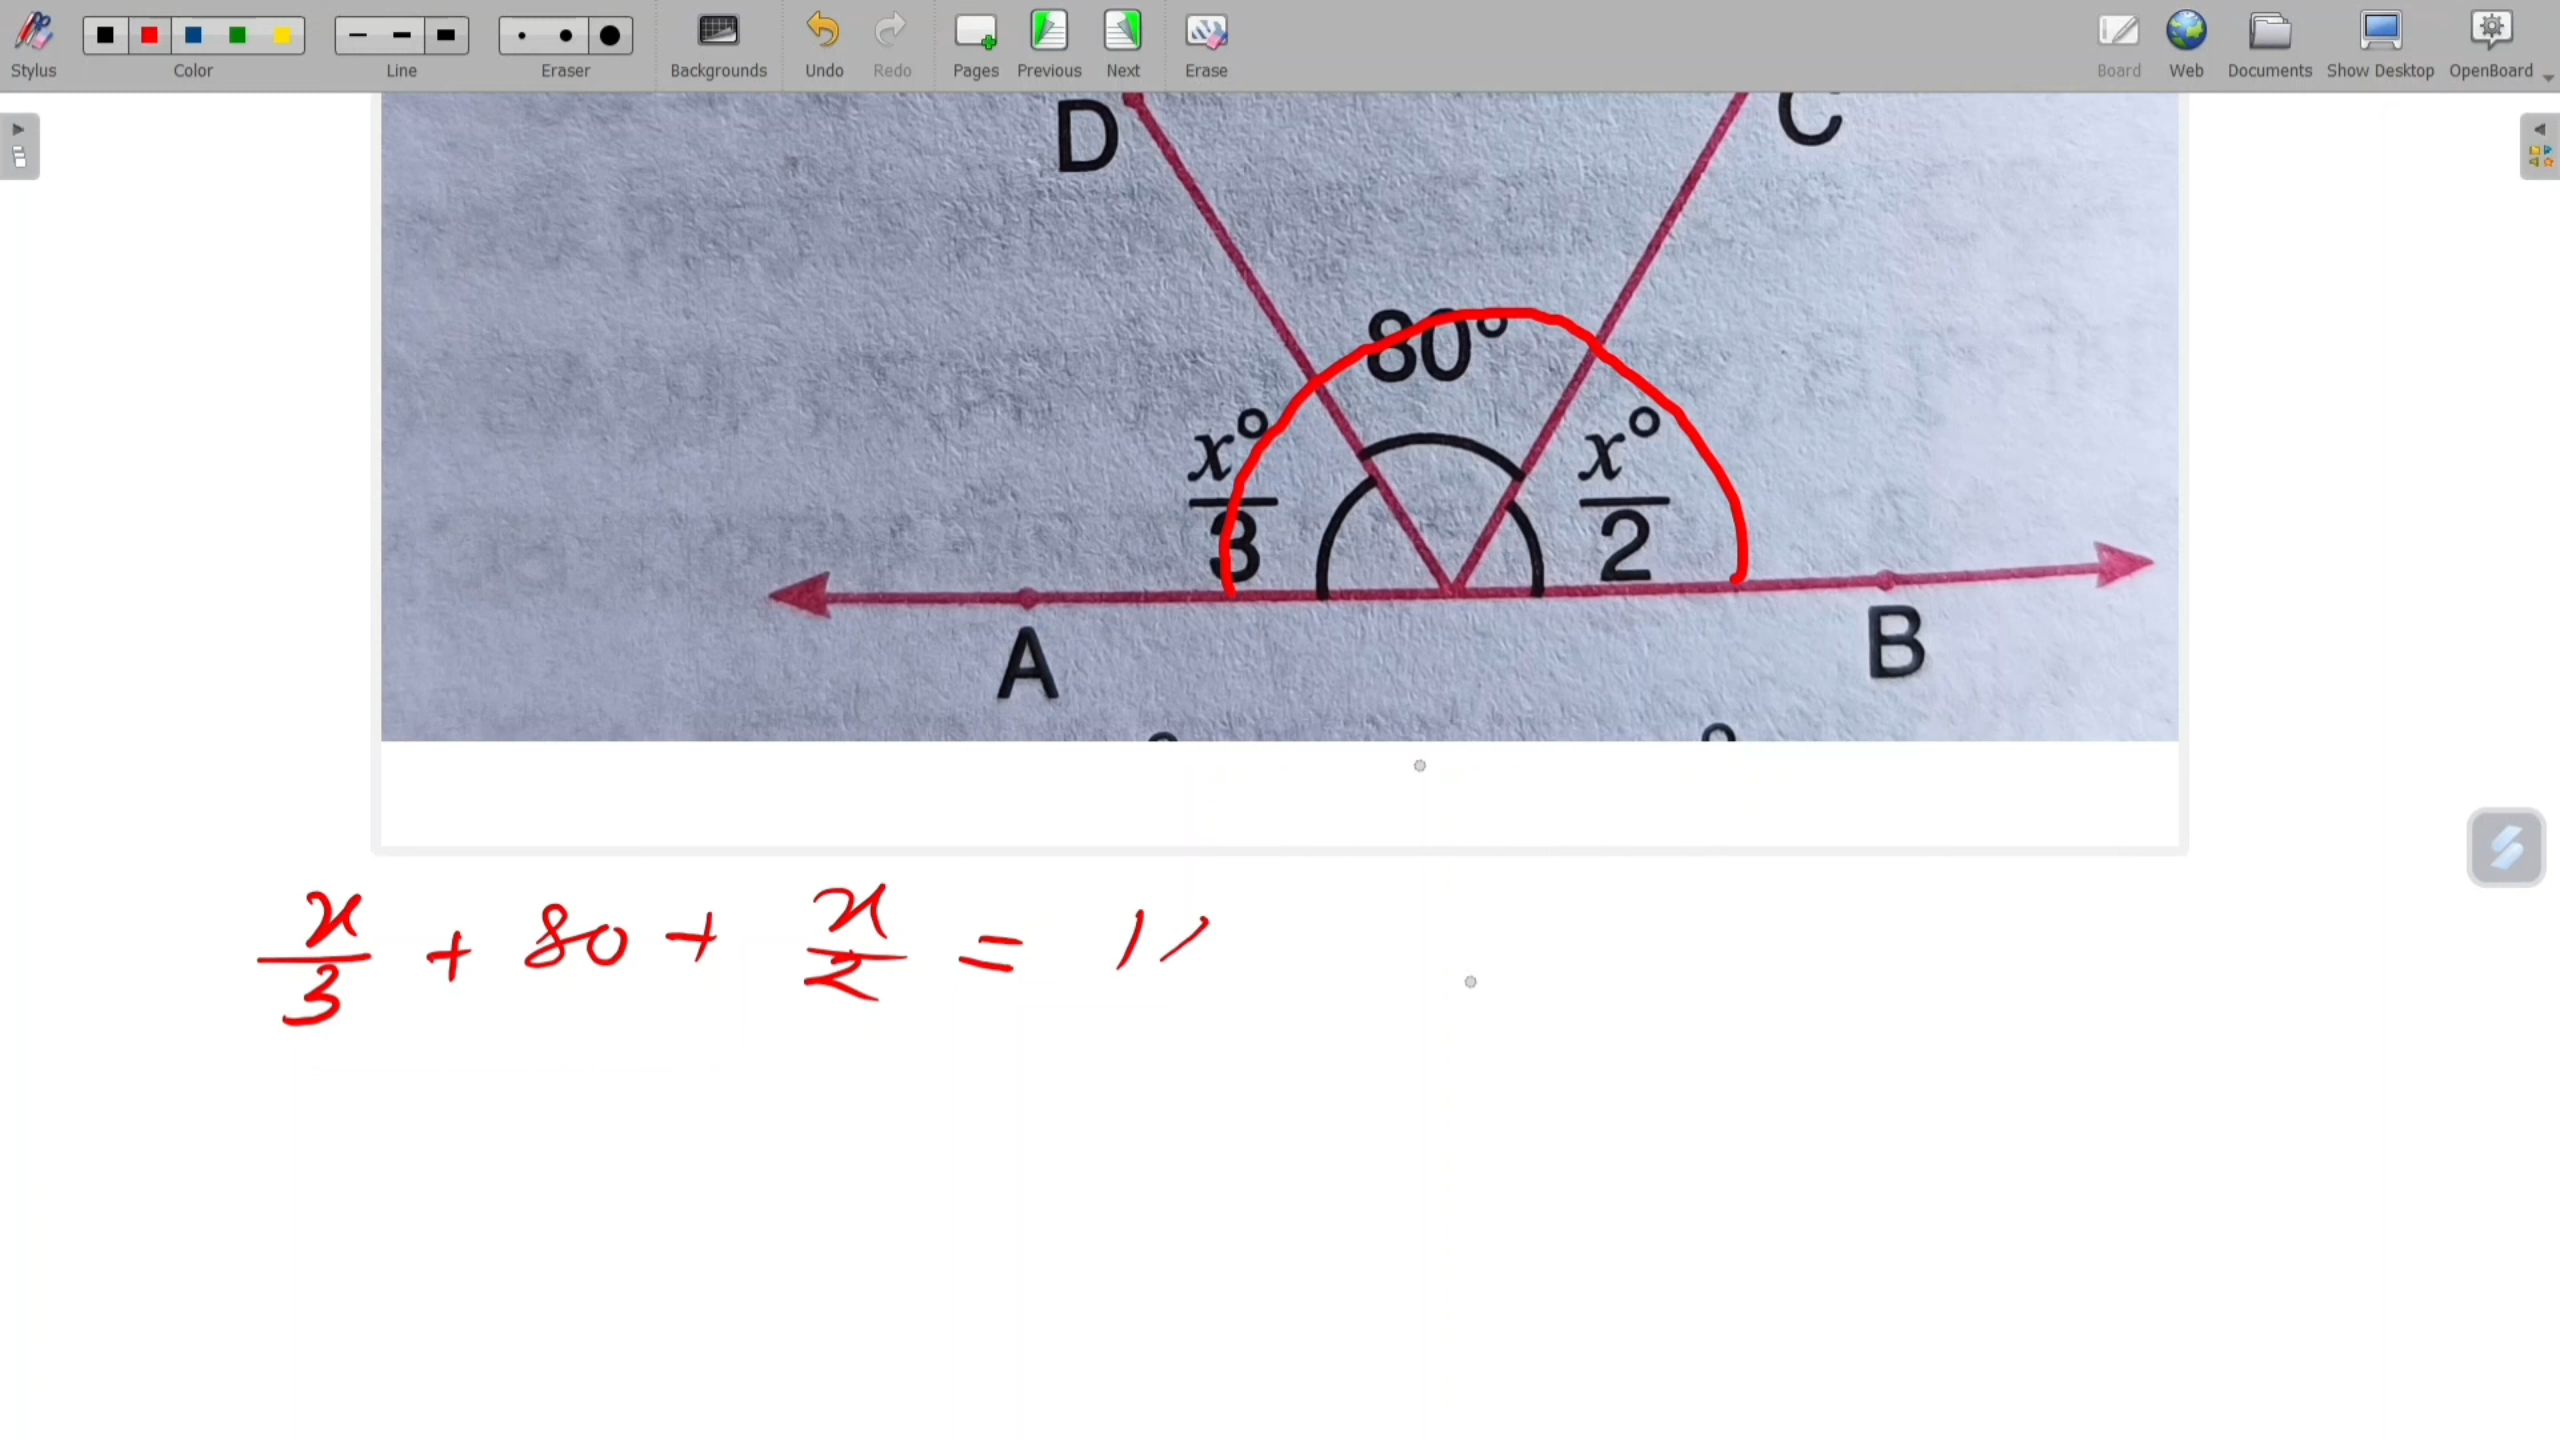 Stylus Color Line Eraser Backgrounds Undo Redo Pages Previous Next Erase Board Web Documents Show Desktop OpenBoard
D C
80°
x°/3 x°/2
A B
x/3 + 80 + x/2 = 1